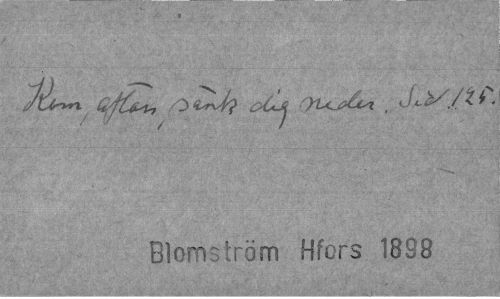 Kom, afton, sänk dig neder. Sid 125.
Blomström Hfors 1898